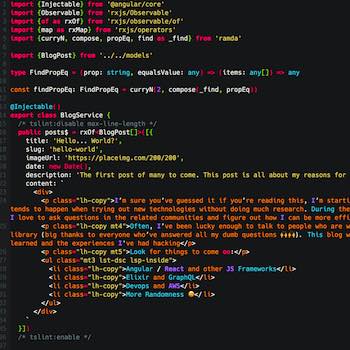 import {Injectable} from '@angular/core'
import {Observable} from 'rxjs/Observable'
import {of as rxOf} from 'rxjs/observable/of'
import {map as rxMap} from 'rxjs/operators'
import {curryN, compose, propEq, find as _find} from 'ramda'
import {BlogPost} from '../../models'
type FindPropEq = (prop: string, equalsValue: any) => (items: any[]) => any
const findPropEq: FindPropEq = curryN(2, compose(_find, propEq))
@Injectable()
export class BlogService {
/* tslint:disable max-line-length */
public posts$ = rxOf<BlogPost[]>([{
title: 'Hello... World?',
slug: 'hello-world',
imageUrl: 'https://placeimg.com/200/200',
date: new Date(),
description: 'The first post of many to come. This post is all about my reasons for
content: `
<div>
<p class="lh-copy">I'm sure you've guessed it if you're reading this, I'm starti
tends to happen when trying out new technologies without doing much research. During the
I love to ask questions in the related communities and figure out how I can be more effi
<p class="lh-copy mt4">Often, I've been lucky enough to talk to people who are w
library (big thanks to everyone who've answered all my dumb questions 🙏🙏🙏). This blog w
learned and the experiences I've had hacking</p>
<p class="lh-copy mt5">Look for things to come on:</p>
<ul class="mt3 lst-dsc lsp-inside">
<li class="lh-copy">Angular / React and other JS Frameworks</li>
<li class="lh-copy">Elixir and GraphQL</li>
<li class="lh-copy">Devops and AWS</li>
<li class="lh-copy">More Randomness </li>
</ul>
</div>
`
}])
/* tslint:enable */